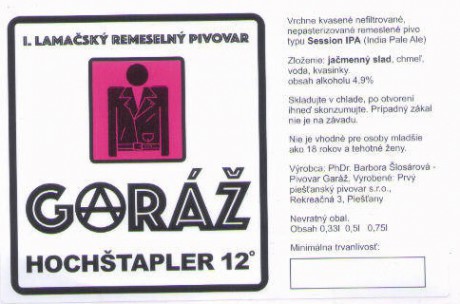 I. LAMAČSKÝ REMESELNÝ PIVOVAR
GARÁŽ
HOCHŠTAPLER 12°
Vrchne kvasené nefiltrované,
nepasterizované remeselné pivo
typu Session IPA (India Pale Ale)
Zloženie: jačmenný slad, chmeľ,
voda, kvasinky.
obsah alkoholu 4,9%
Skladujte v chlade, po otvorení
ihneď skonzumujte. Prípadný zákal
nie je na závadu.
Nie je vhodné pre osoby mladšie
ako 18 rokov a tehotné ženy.
Výrobca: PhDr. Barbora Šlosárová -
Pivovar Garáž, Vyrobené: Prvý
piešťanský pivovar s.r.o.,
Rekreačná 3, Piešťany
Nevratný obal.
Obsah 0,33l 0,5l 0,75l
Minimálna trvanlivosť: